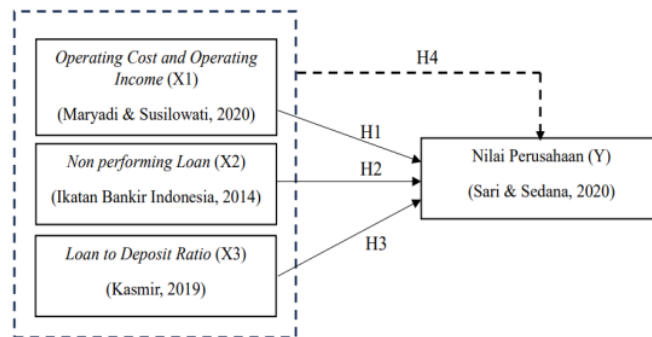 Operating Cost and Operating
Income (X1)
(Maryadi & Susilowati, 2020)
H4
H1
Non performing Loan (X2)
(Ikatan Bankir Indonesia, 2014)
H2
Nilai Perusahaan (Y)
(Sari & Sedana, 2020)
Loan to Deposit Ratio (X3)
(Kasmir, 2019)
H3